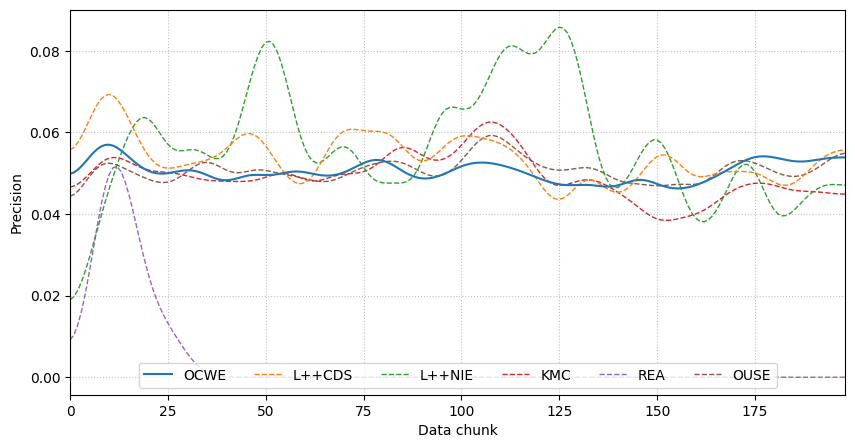 Precision
0.08
0.06
0.04
0.02
0.00
OCWE L++CDS L++NIE KMC REA OUSE
0 25 50 75 100 125 150 175
Data chunk